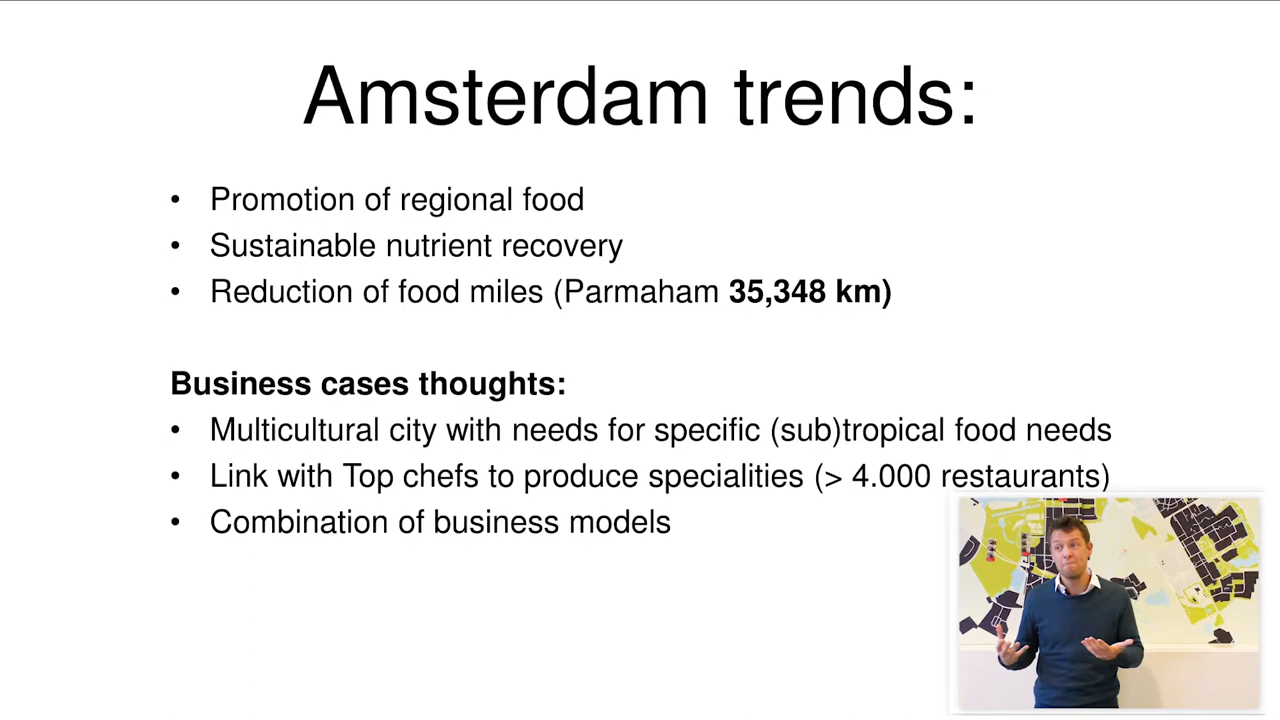 Amsterdam trends:
• Promotion of regional food
• Sustainable nutrient recovery
• Reduction of food miles (Parmaham 35,348 km)
Business cases thoughts:
• Multicultural city with needs for specific (sub)tropical food needs
• Link with Top chefs to produce specialities (> 4.000 restaurants)
• Combination of business models